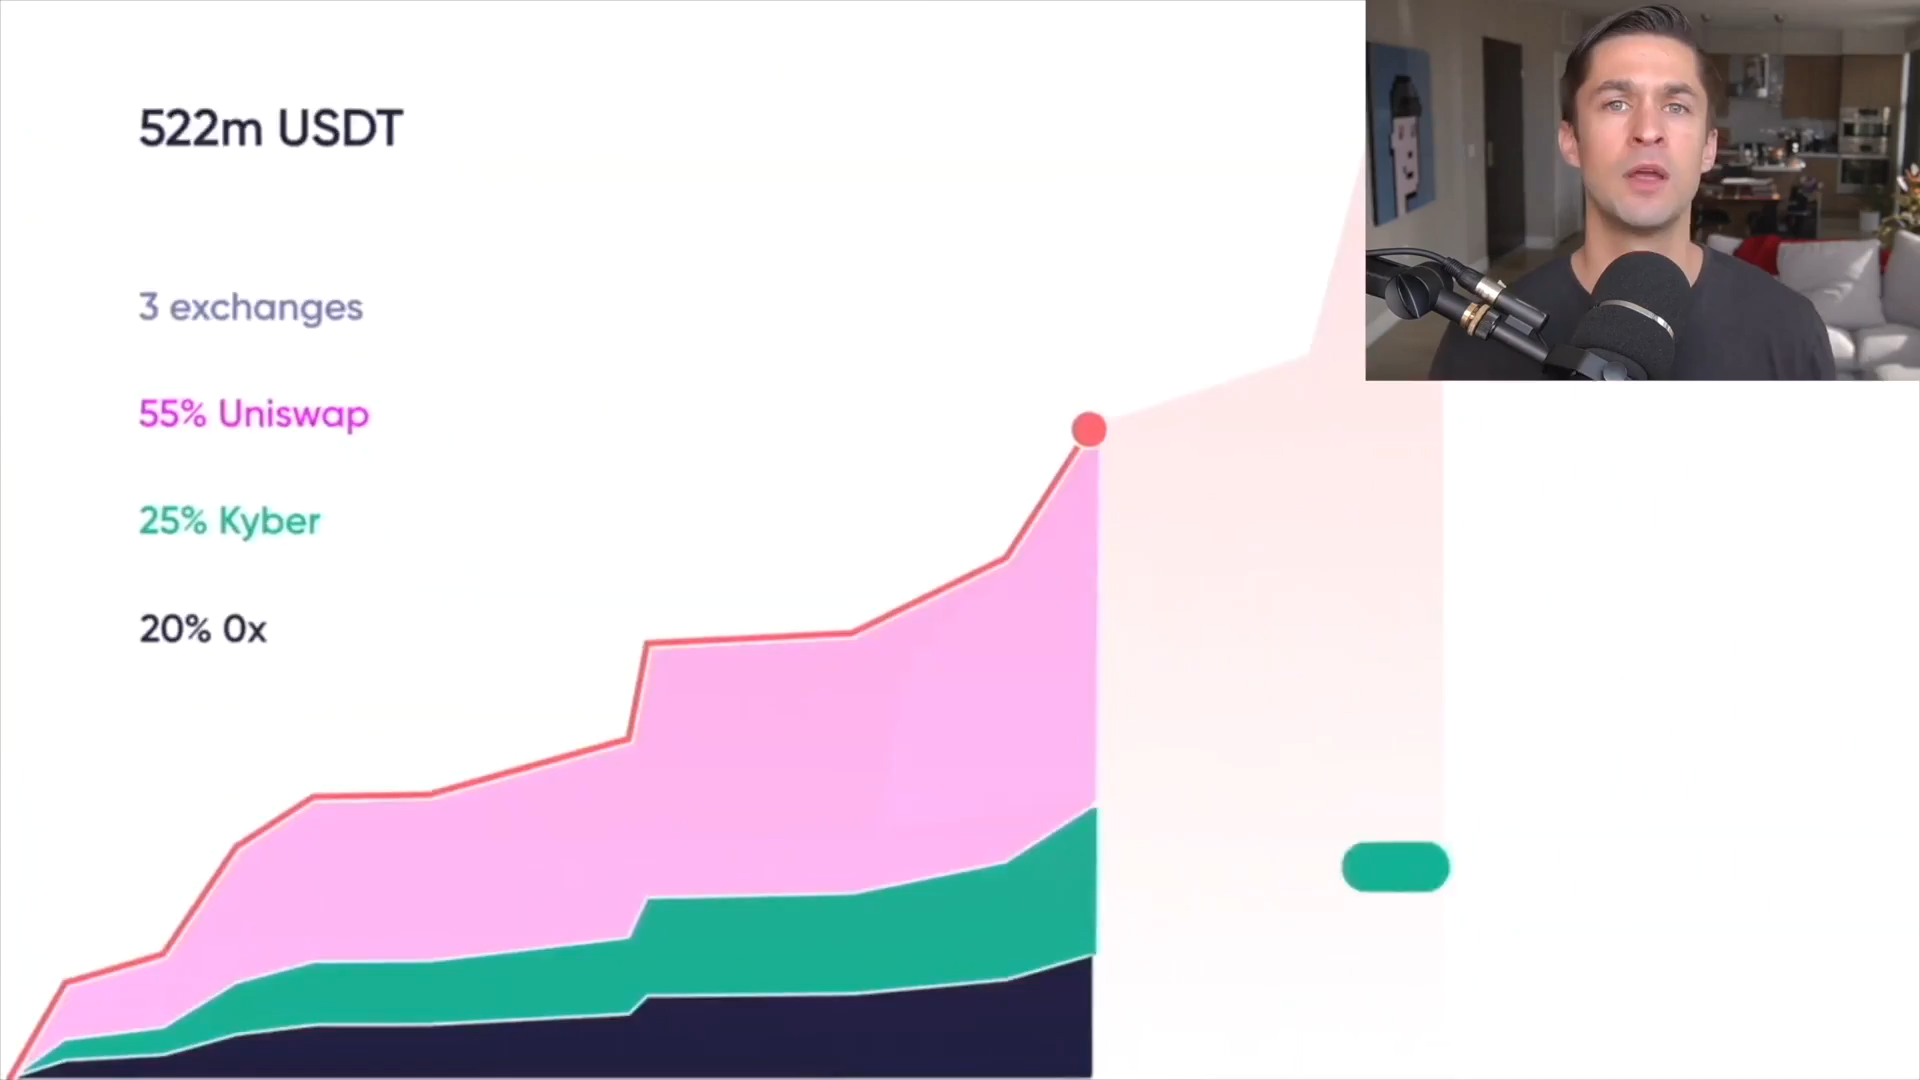 522m USDT
3 exchanges
55% Uniswap
25% Kyber
20% 0x